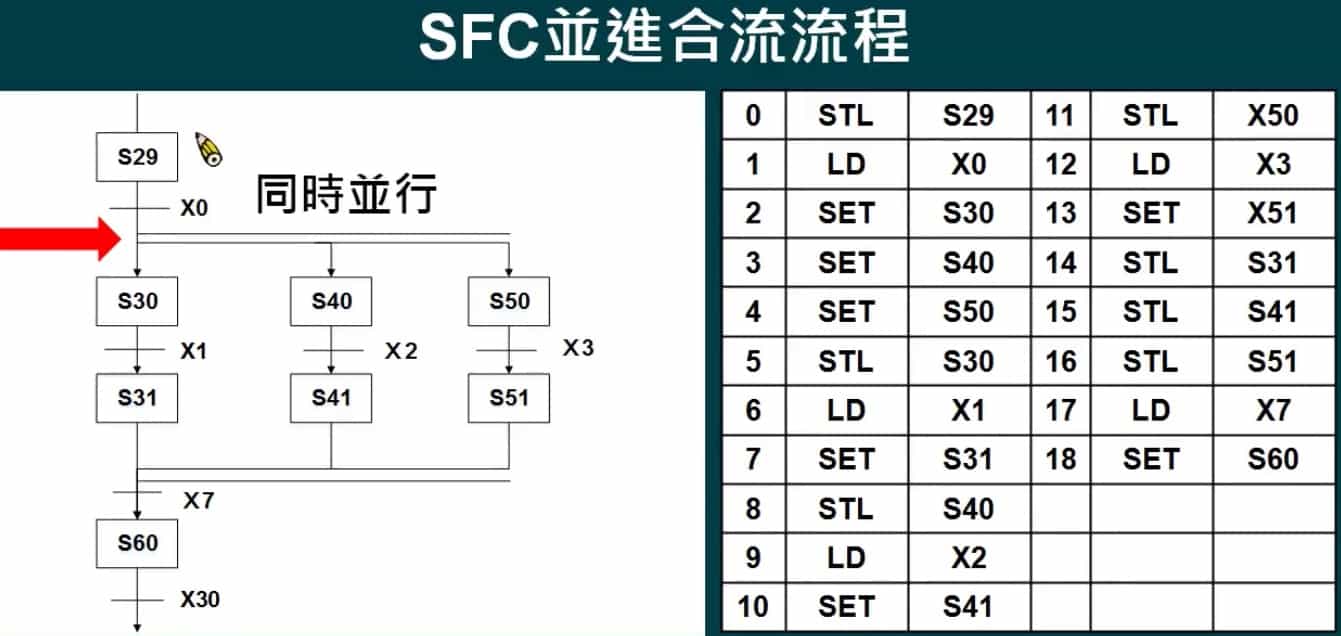 SFC並進合流流程
S29
X0
同時並行
S30
S40
S50
X1
X2
X3
S31
S41
S51
X7
S60
X30
0 STL S29 11 STL X50
1 LD X0 12 LD X3
2 SET S30 13 SET X51
3 SET S40 14 STL S31
4 SET S50 15 STL S41
5 STL S30 16 STL S51
6 LD X1 17 LD X7
7 SET S31 18 SET S60
8 STL S40
9 LD X2
10 SET S41